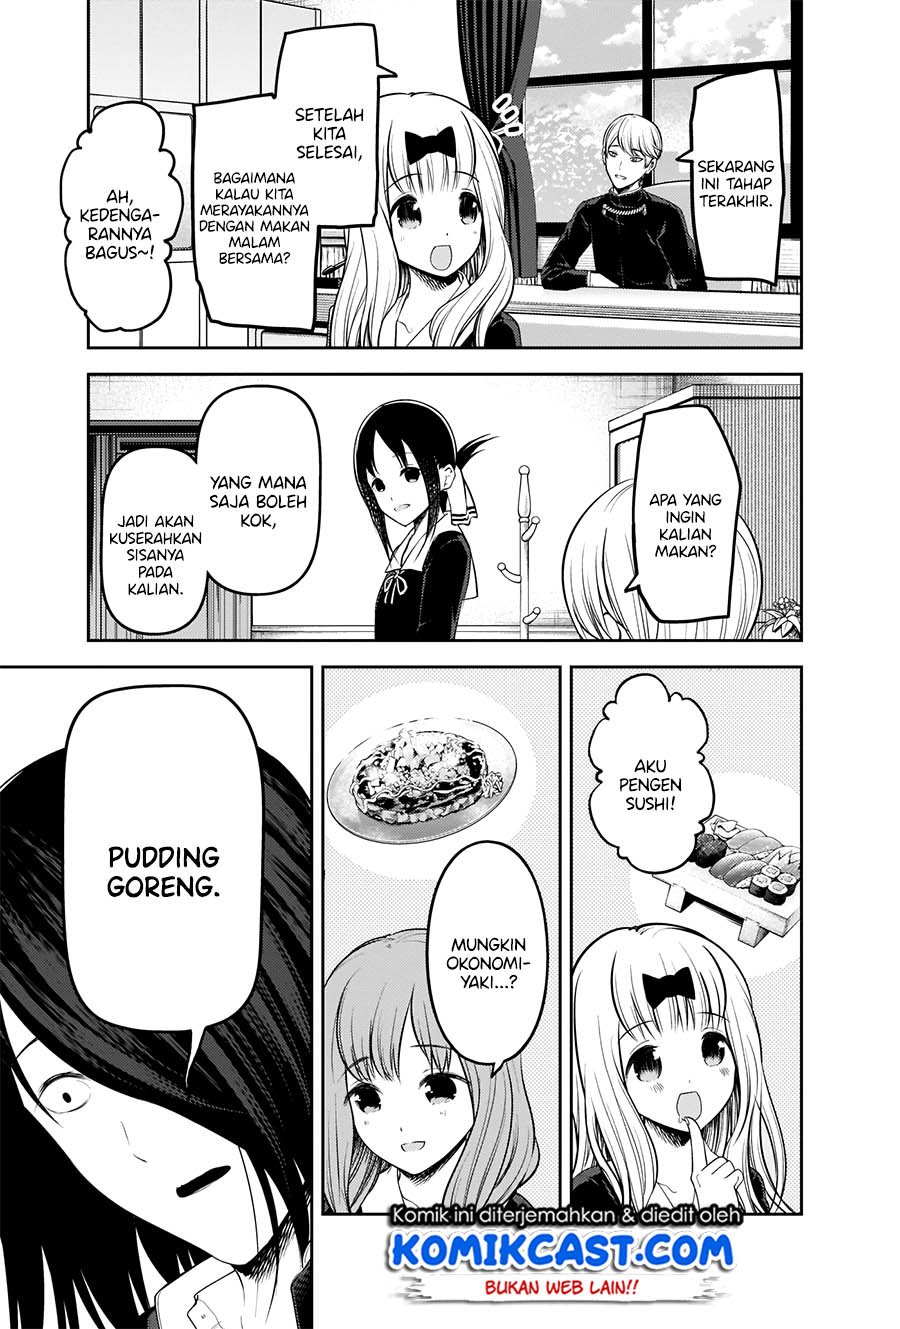 SEKARANG
INI TAHAP
TERAKHIR.
SETELAH
KITA
SELESAI,
BAGAIMANA
KALAU KITA
MERAYAKANNYA
DENGAN MAKAN
MALAM
BERSAMA?
AH,
KEDENGA-
RANNYA
BAGUS~!
APA YANG
INGIN
KALIAN
MAKAN?
YANG MANA
SAJA BOLEH
KOK,
JADI AKAN
KUSERAHKAN
SISANYA
PADA
KALIAN.
AKU
PENGEN
SUSHI!
MUNGKIN
OKONOMI-
YAKI...?
PUDDING
GORENG.
Komik ini diterjemahkan & diedit oleh
KOMIKCAST.COM
BUKAN WEB LAIN!!